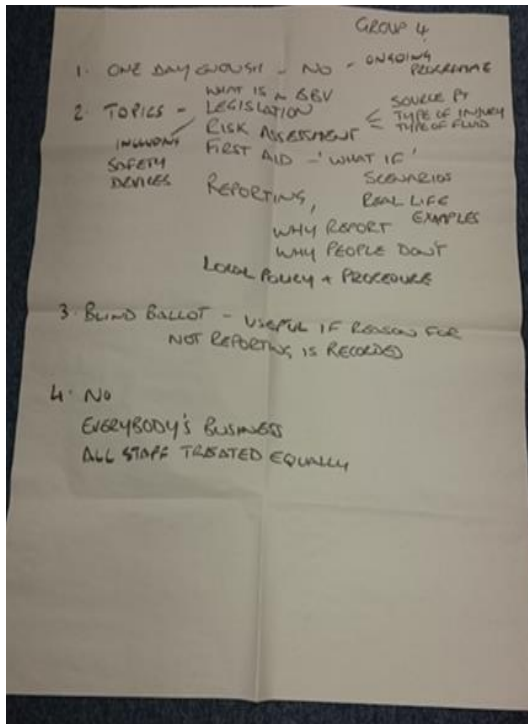 GROUP 4
1. ONE DAY ENOUGH - NO - ONGOING PROGRAMME
2. TOPICS - WHAT IS A BBV
LEGISLATION
INCLUDING SAFETY DEVICES
RISK ASSESSMENT < SOURCE PT
TYPE OF INJURY
TYPE OF FLUID
FIRST AID - 'WHAT IF' SCENARIOS
REPORTING, REAL LIFE EXAMPLES
WHY REPORT
WHY PEOPLE DON'T
LOCAL POLICY + PROCEDURE
3. BLIND BALLOT - USEFUL IF REASON FOR
NOT REPORTING IS RECORDED
4. NO
EVERYBODY'S BUSINESS
ALL STAFF TREATED EQUALLY